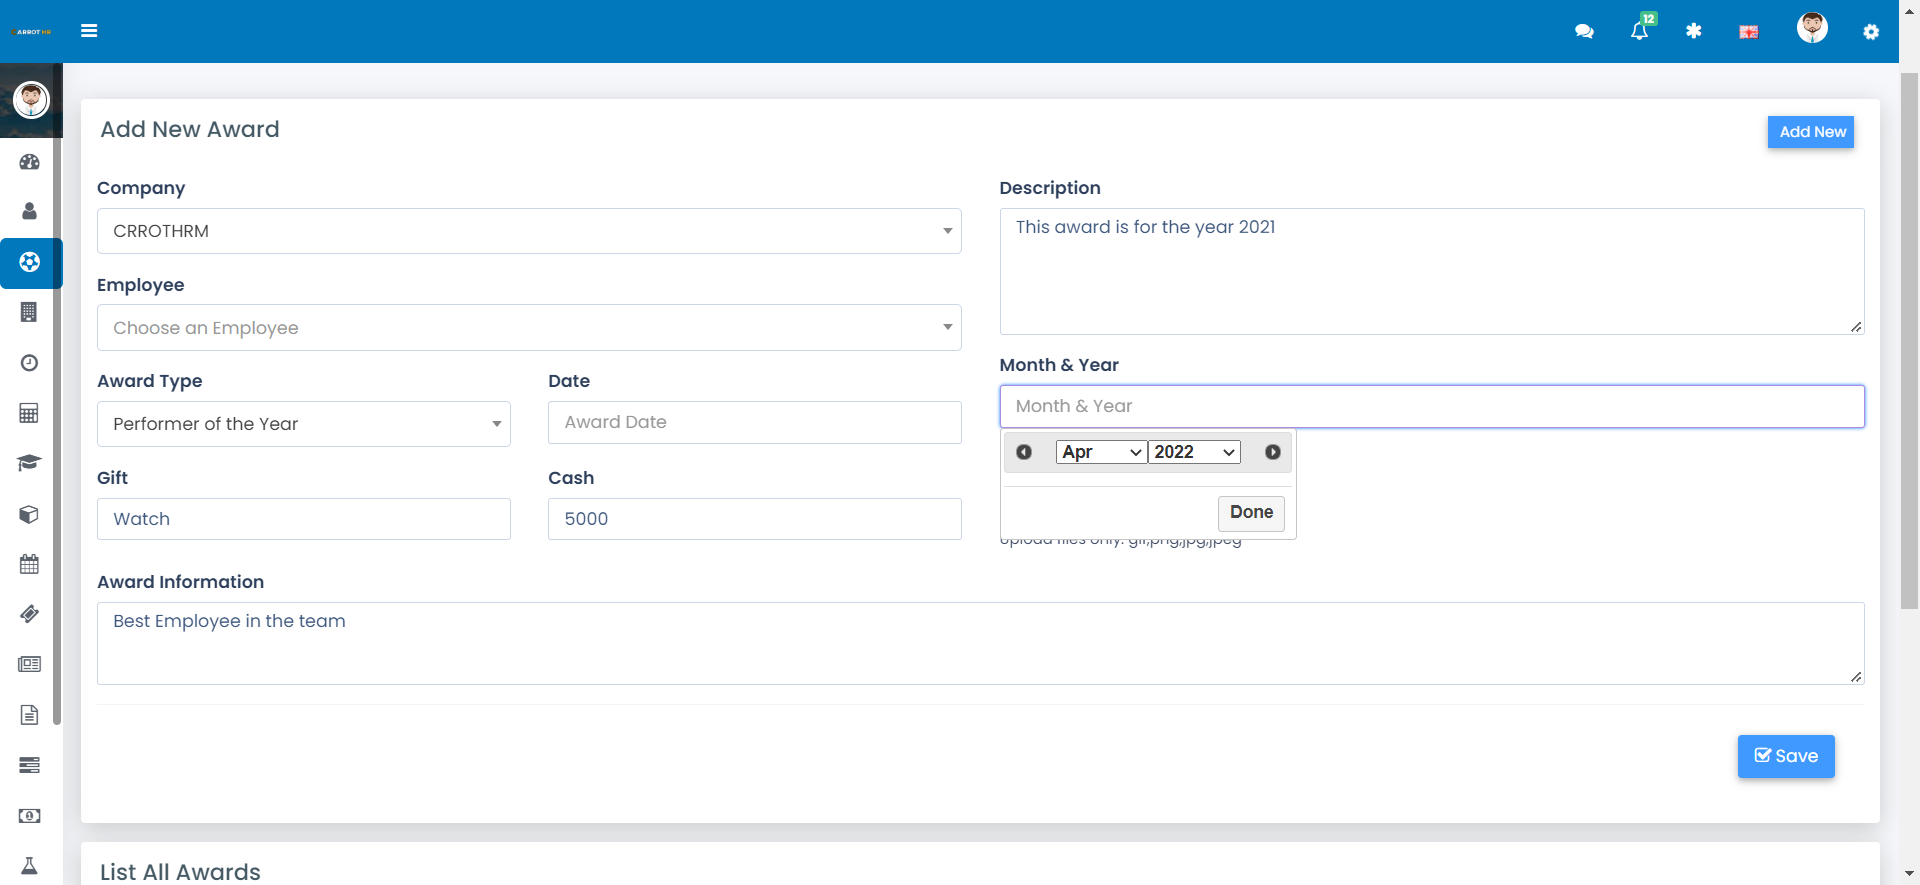 ARROT HR
12
Add New Award
Add New
Company
CRROTHRM
Employee
Choose an Employee
Award Type
Performer of the Year
Date
Award Date
Gift
Watch
Cash
5000
Description
This award is for the year 2021
Month & Year
Month & Year
Apr
2022
Done
Upload files only: gif,png,jpg,jpeg
Award Information
Best Employee in the team
Save
List All Awards